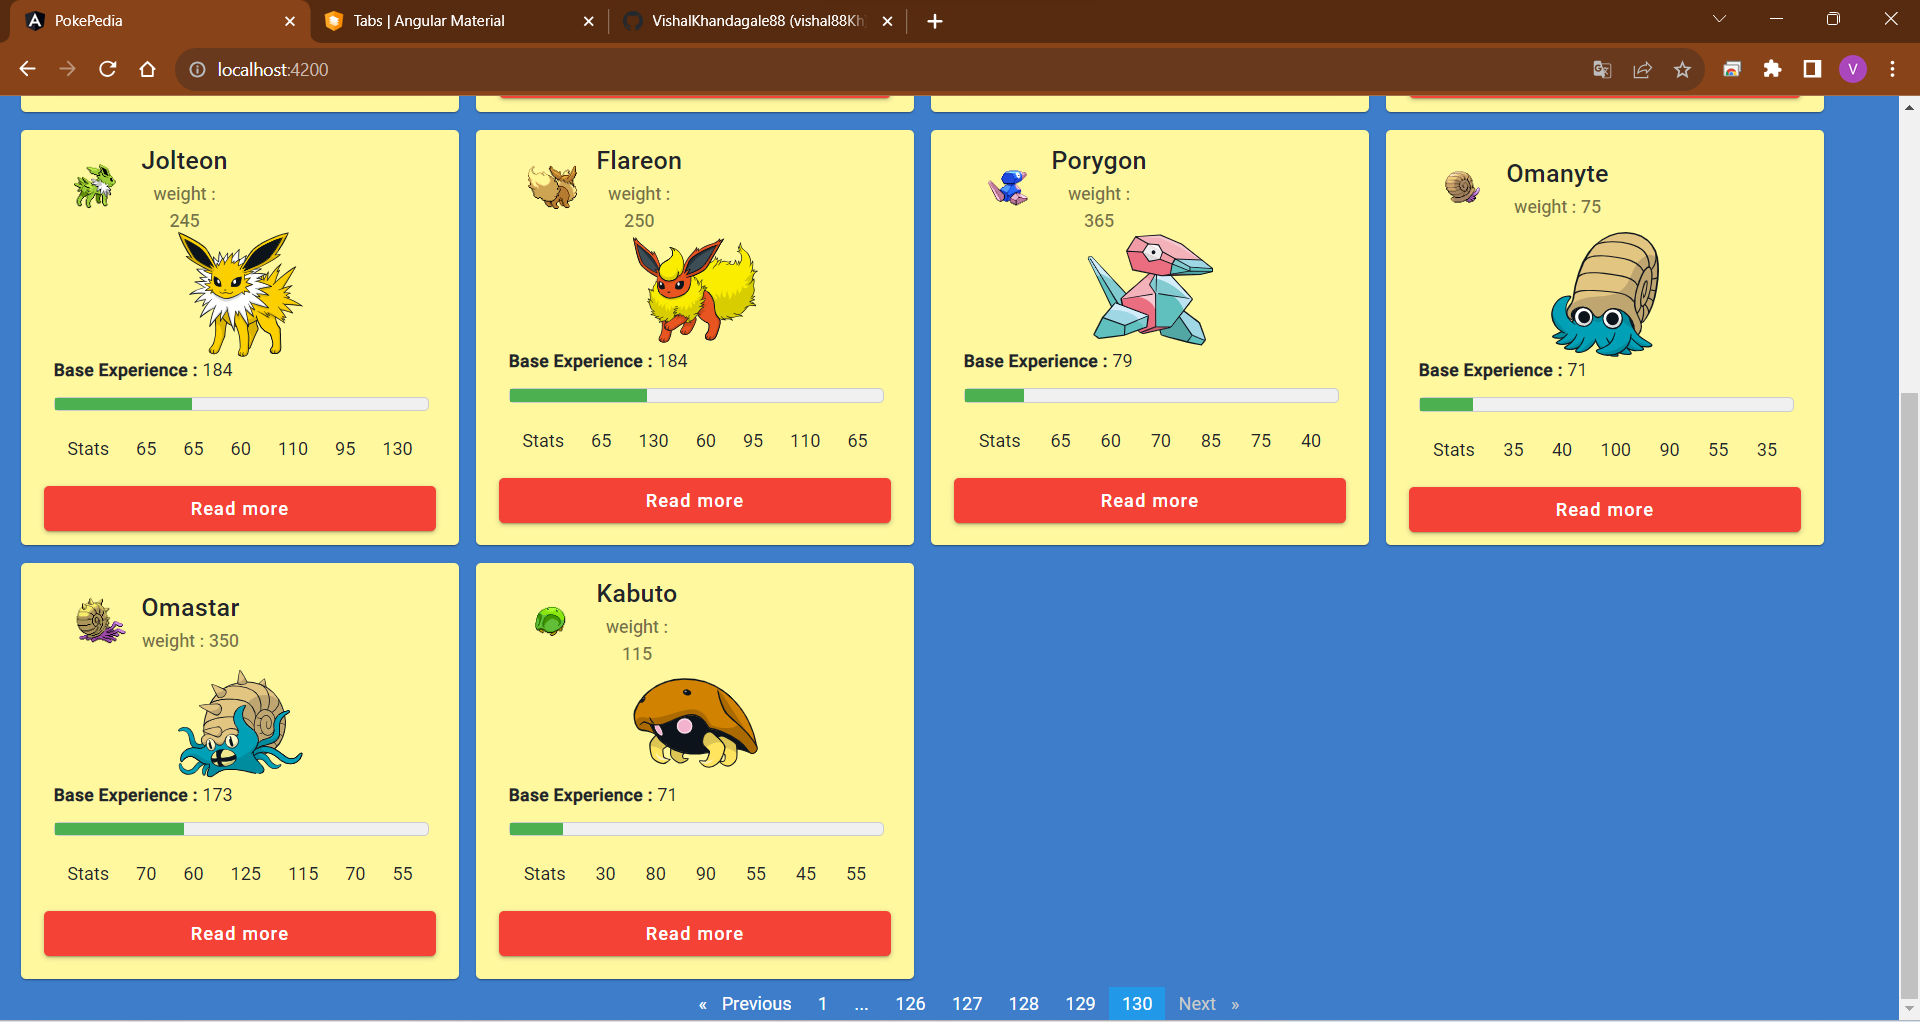 PokePedia
Tabs | Angular Material
VishalKhandagale88 (vishal88Kh
localhost:4200
V
Jolteon
weight :
245
Base Experience : 184
Stats 65 65 60 110 95 130
Read more
Flareon
weight :
250
Base Experience : 184
Stats 65 130 60 95 110 65
Read more
Porygon
weight :
365
Base Experience : 79
Stats 65 60 70 85 75 40
Read more
Omanyte
weight : 75
Base Experience : 71
Stats 35 40 100 90 55 35
Read more
Omastar
weight : 350
Base Experience : 173
Stats 70 60 125 115 70 55
Read more
Kabuto
weight :
115
Base Experience : 71
Stats 30 80 90 55 45 55
Read more
« Previous 1 ... 126 127 128 129 130 Next »